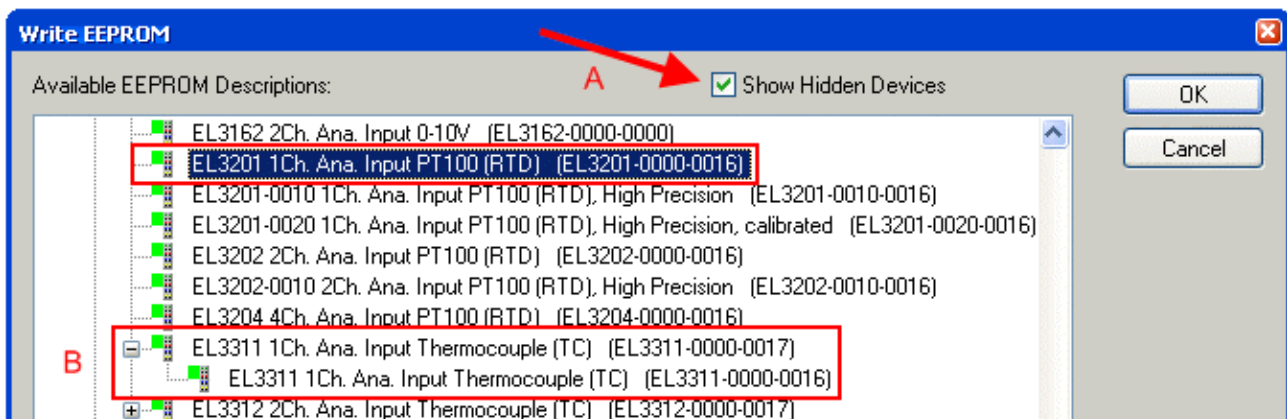 Write EEPROM
Available EEPROM Descriptions:
A
Show Hidden Devices
OK
Cancel
EL3162 2Ch. Ana. Input 0-10V (EL3162-0000-0000)
EL3201 1Ch. Ana. Input PT100 (RTD) (EL3201-0000-0016)
EL3201-0010 1Ch. Ana. Input PT100 (RTD), High Precision (EL3201-0010-0016)
EL3201-0020 1Ch. Ana. Input PT100 (RTD), High Precision, calibrated (EL3201-0020-0016)
EL3202 2Ch. Ana. Input PT100 (RTD) (EL3202-0000-0016)
EL3202-0010 2Ch. Ana. Input PT100 (RTD), High Precision (EL3202-0010-0016)
EL3204 4Ch. Ana. Input PT100 (RTD) (EL3204-0000-0016)
B
EL3311 1Ch. Ana. Input Thermocouple (TC) (EL3311-0000-0017)
EL3311 1Ch. Ana. Input Thermocouple (TC) (EL3311-0000-0016)
EL3312 2Ch. Ana. Input Thermocouple (TC) (EL3312-0000-0017)